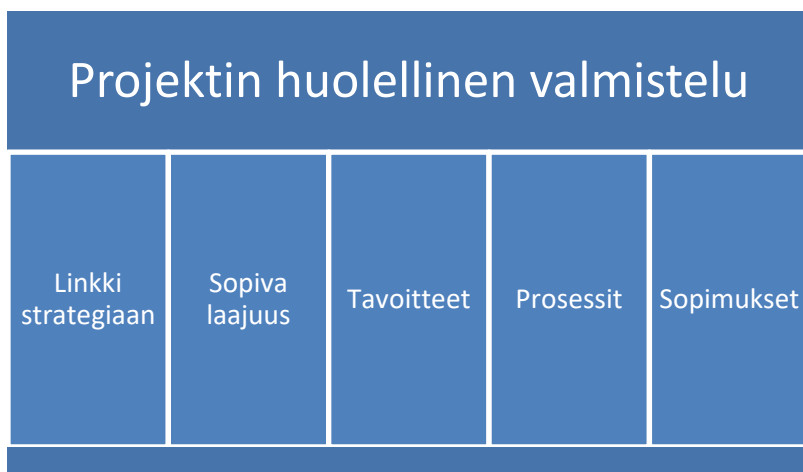 Projektin huolellinen valmistelu
Linkki
strategiaan
Sopiva
laajuus
Tavoitteet
Prosessit
Sopimukset